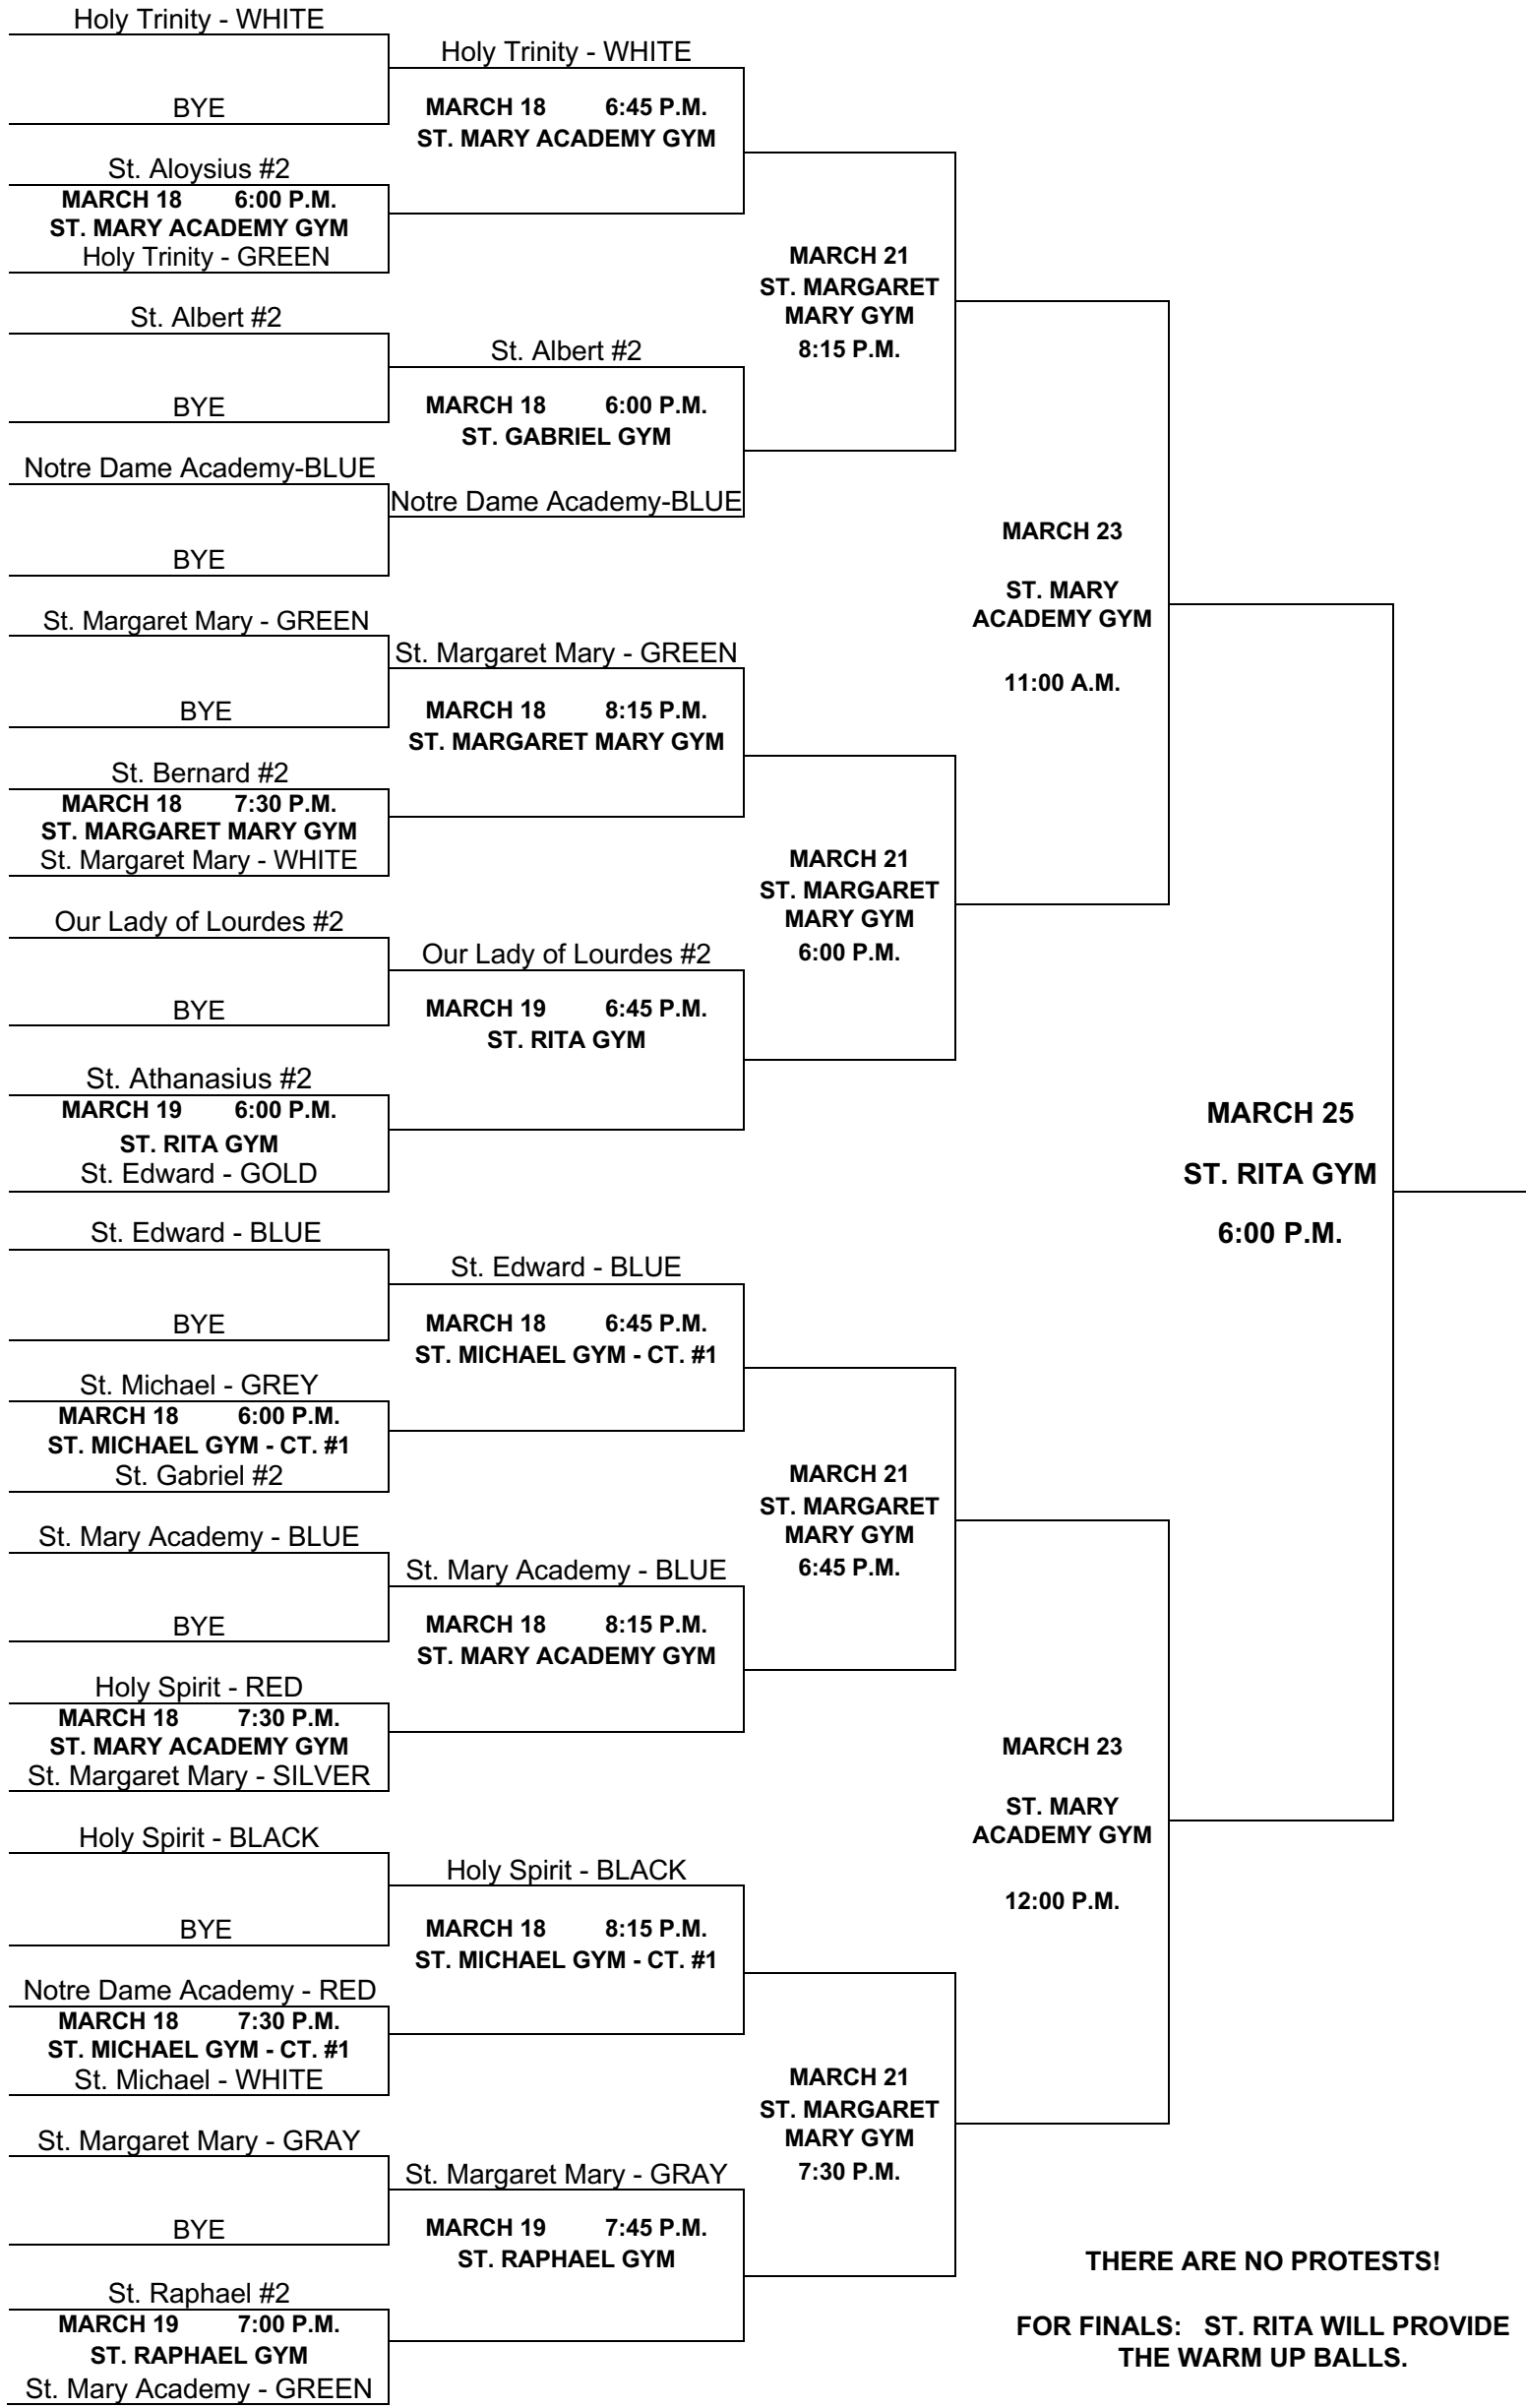 Holy Trinity - WHITE
BYE
St. Aloysius #2
MARCH 18 6:00 P.M.
ST. MARY ACADEMY GYM
Holy Trinity - GREEN
St. Albert #2
BYE
Notre Dame Academy-BLUE
BYE
St. Margaret Mary - GREEN
BYE
St. Bernard #2
MARCH 18 7:30 P.M.
ST. MARGARET MARY GYM
St. Margaret Mary - WHITE
Our Lady of Lourdes #2
BYE
St. Athanasius #2
MARCH 19 6:00 P.M.
ST. RITA GYM
St. Edward - GOLD
St. Edward - BLUE
BYE
St. Michael - GREY
MARCH 18 6:00 P.M.
ST. MICHAEL GYM - CT. #1
St. Gabriel #2
St. Mary Academy - BLUE
BYE
Holy Spirit - RED
MARCH 18 7:30 P.M.
ST. MARY ACADEMY GYM
St. Margaret Mary - SILVER
Holy Spirit - BLACK
BYE
Notre Dame Academy - RED
MARCH 18 7:30 P.M.
ST. MICHAEL GYM - CT. #1
St. Michael - WHITE
St. Margaret Mary - GRAY
BYE
St. Raphael #2
MARCH 19 7:00 P.M.
ST. RAPHAEL GYM
St. Mary Academy - GREEN
Holy Trinity - WHITE
MARCH 18 6:45 P.M.
ST. MARY ACADEMY GYM
St. Albert #2
MARCH 18 6:00 P.M.
ST. GABRIEL GYM
Notre Dame Academy-BLUE
St. Margaret Mary - GREEN
MARCH 18 8:15 P.M.
ST. MARGARET MARY GYM
Our Lady of Lourdes #2
MARCH 19 6:45 P.M.
ST. RITA GYM
St. Edward - BLUE
MARCH 18 6:45 P.M.
ST. MICHAEL GYM - CT. #1
St. Mary Academy - BLUE
MARCH 18 8:15 P.M.
ST. MARY ACADEMY GYM
Holy Spirit - BLACK
MARCH 18 8:15 P.M.
ST. MICHAEL GYM - CT. #1
St. Margaret Mary - GRAY
MARCH 19 7:45 P.M.
ST. RAPHAEL GYM
MARCH 21
ST. MARGARET
MARY GYM
8:15 P.M.
MARCH 21
ST. MARGARET
MARY GYM
6:00 P.M.
MARCH 21
ST. MARGARET
MARY GYM
6:45 P.M.
MARCH 21
ST. MARGARET
MARY GYM
7:30 P.M.
MARCH 23
ST. MARY
ACADEMY GYM
11:00 A.M.
MARCH 23
ST. MARY
ACADEMY GYM
12:00 P.M.
MARCH 25
ST. RITA GYM
6:00 P.M.
THERE ARE NO PROTESTS!
FOR FINALS: ST. RITA WILL PROVIDE
THE WARM UP BALLS.